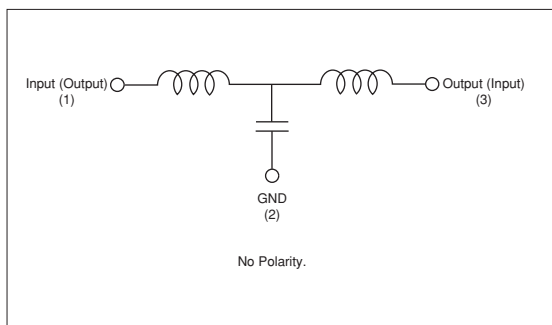 Input (Output)
(1)
Output (Input)
(3)
GND
(2)
No Polarity.